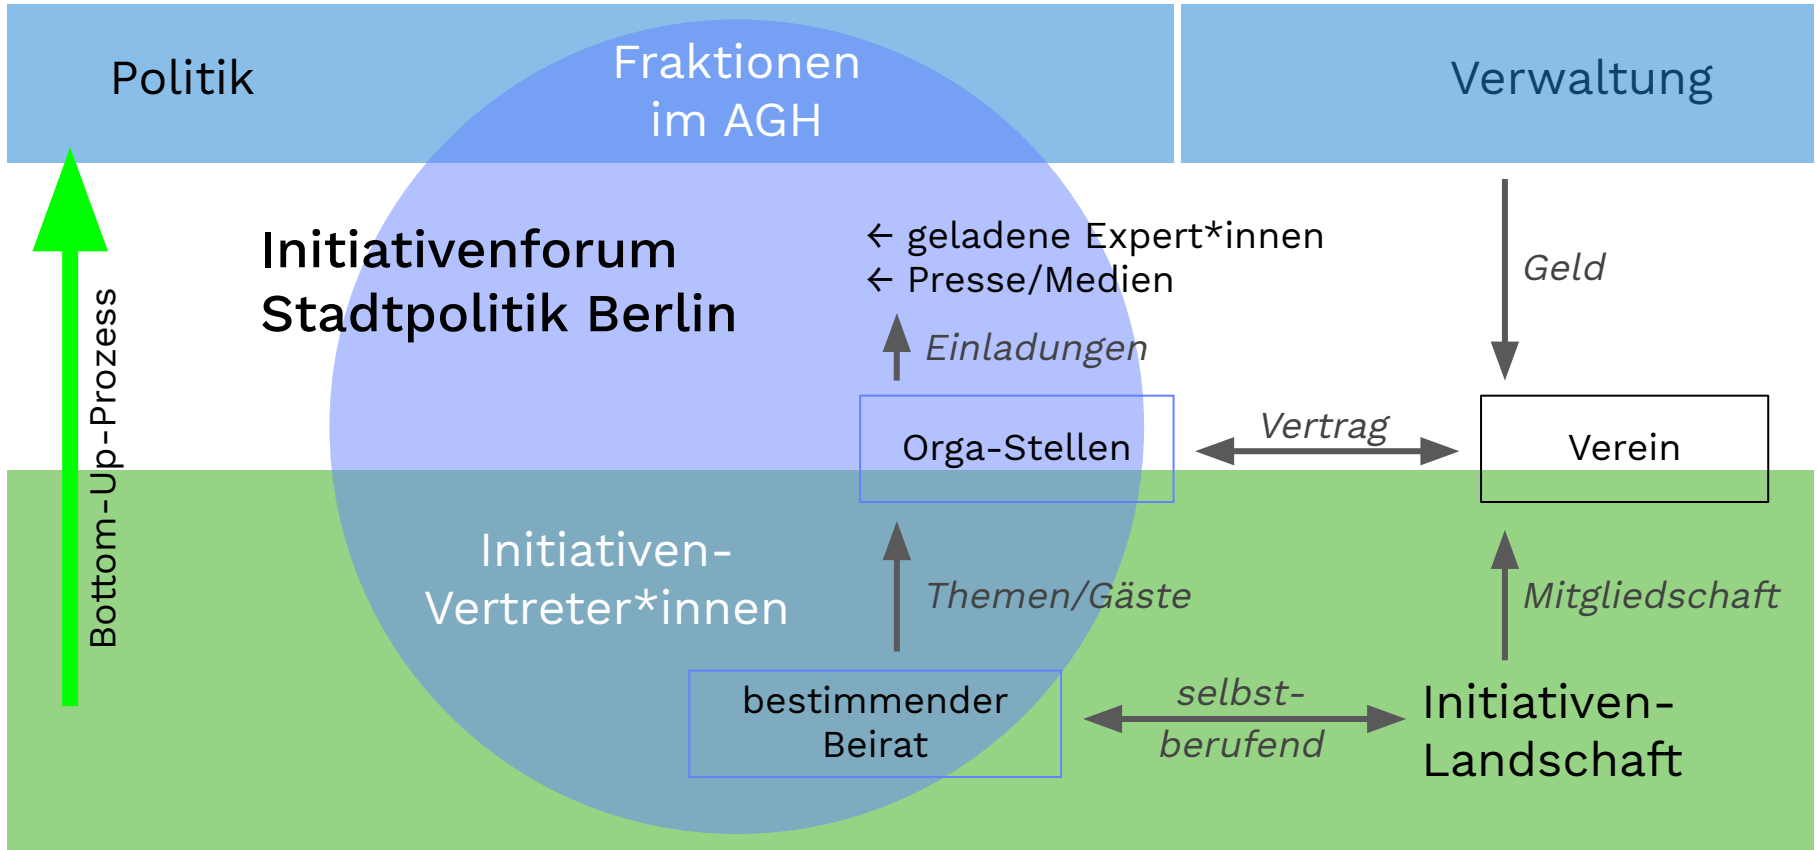 Politik
Fraktionen
im AGH
Verwaltung
Initiativenforum
Stadtpolitik Berlin
← geladene Expert*innen
← Presse/Medien
Geld
Einladungen
Bottom-Up-Prozess
Orga-Stellen
Vertrag
Verein
Initiativen-
Vertreter*innen
Themen/Gäste
Mitgliedschaft
bestimmender
Beirat
selbst-
berufend
Initiativen-
Landschaft